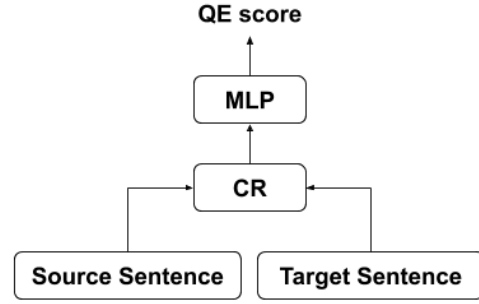 QE score
MLP
CR
Source Sentence
Target Sentence